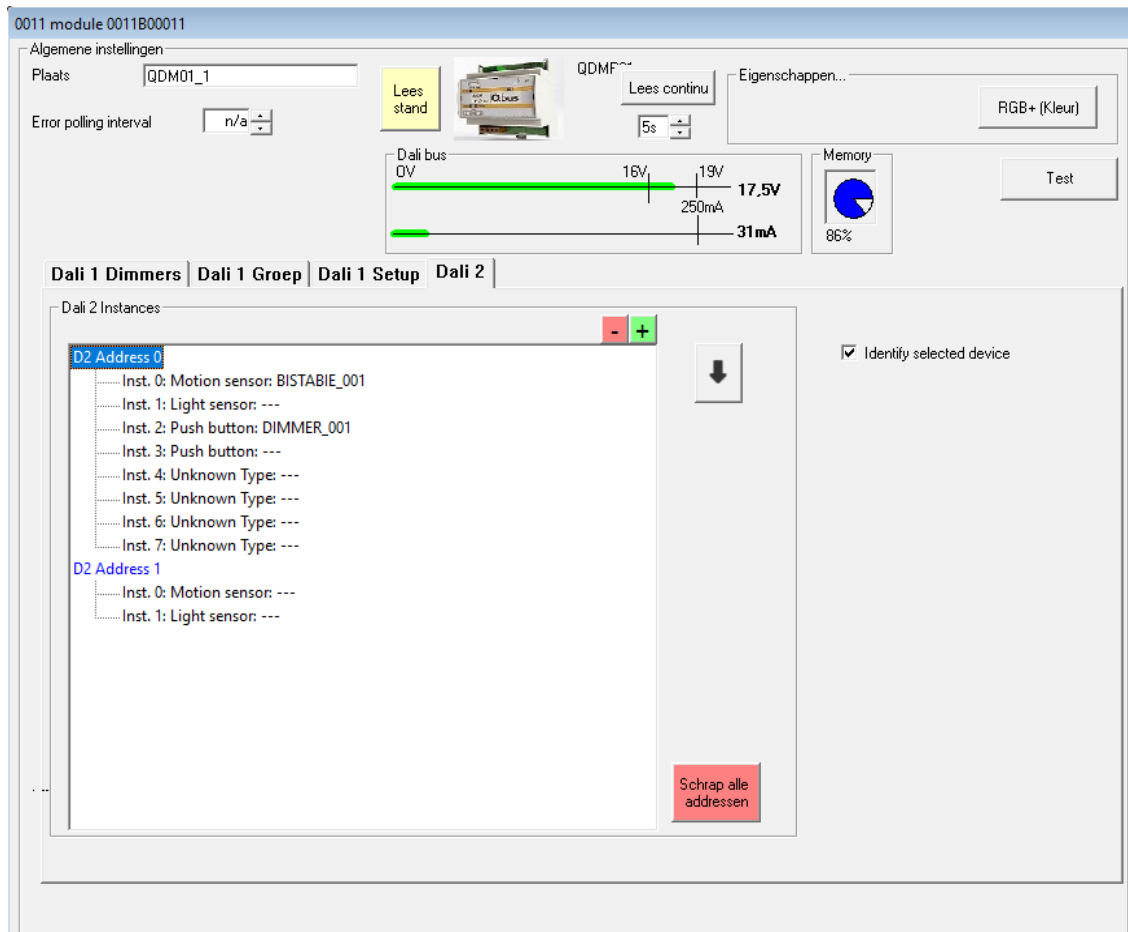 0011 module 0011B00011
Algemene instellingen
Plaats
QDM01_1
Error polling interval
n/a
Lees
stand
Qbus
Lees continu
5s
Eigenschappen...
RGB+ (Kleur)
Dali bus
0V
16V
19V
17,5V
250mA
31mA
Memory
86%
Test
Dali 1 Dimmers
Dali 1 Groep
Dali 1 Setup
Dali 2
Dali 2 Instances
-
+
D2 Address 0
Inst. 0: Motion sensor: BISTABIE_001
Inst. 1: Light sensor: ---
Inst. 2: Push button: DIMMER_001
Inst. 3: Push button: ---
Inst. 4: Unknown Type: ---
Inst. 5: Unknown Type: ---
Inst. 6: Unknown Type: ---
Inst. 7: Unknown Type: ---
D2 Address 1
Inst. 0: Motion sensor: ---
Inst. 1: Light sensor: ---
Identify selected device
Schrap alle
addressen